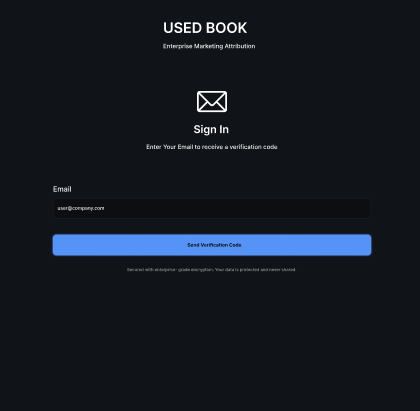 USED BOOK
Enterprise Marketing Attribution
Sign In
Enter Your Email to receive a verification code
Email
user@company.com
Send Verification Code
Secured with enterprise- grade encryption. Your data is protected and never shared